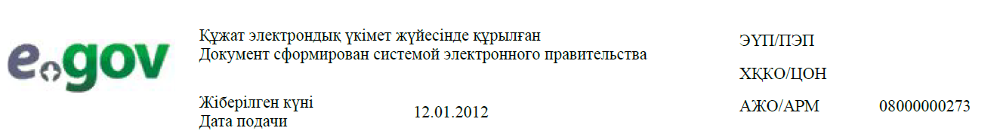 e.gov
Құжат электрондық үкімет жүйесінде құрылған
Документ сформирован системой электронного правительства
ЭҮП/ПЭП
ХҚКО/ЦОН
Жіберілген күні
Дата подачи
12.01.2012
АЖО/АРМ
08000000273